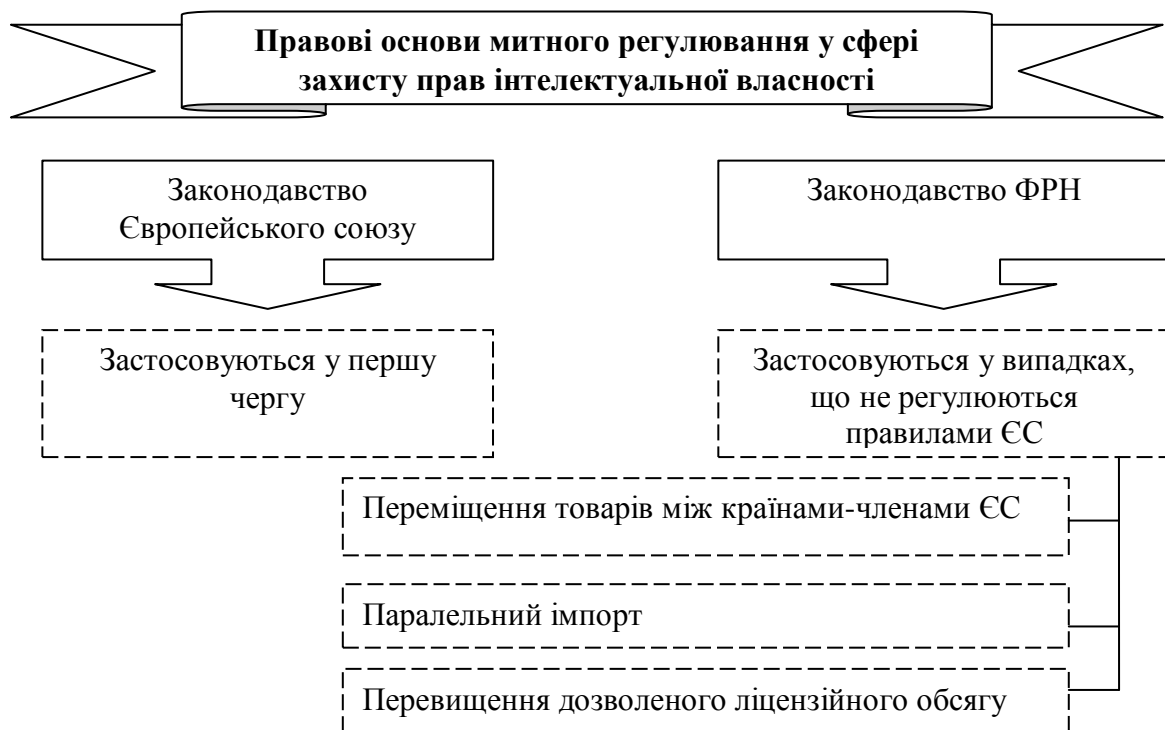 Правові основи митного регулювання у сфері
захисту прав інтелектуальної власності
Законодавство
Європейського союзу
Законодавство ФРН
Застосовуються у першу
чергу
Застосовуються у випадках,
що не регулюються
правилами ЄС
Переміщення товарів між країнами-членами ЄС
Паралельний імпорт
Перевищення дозволеного ліцензійного обсягу